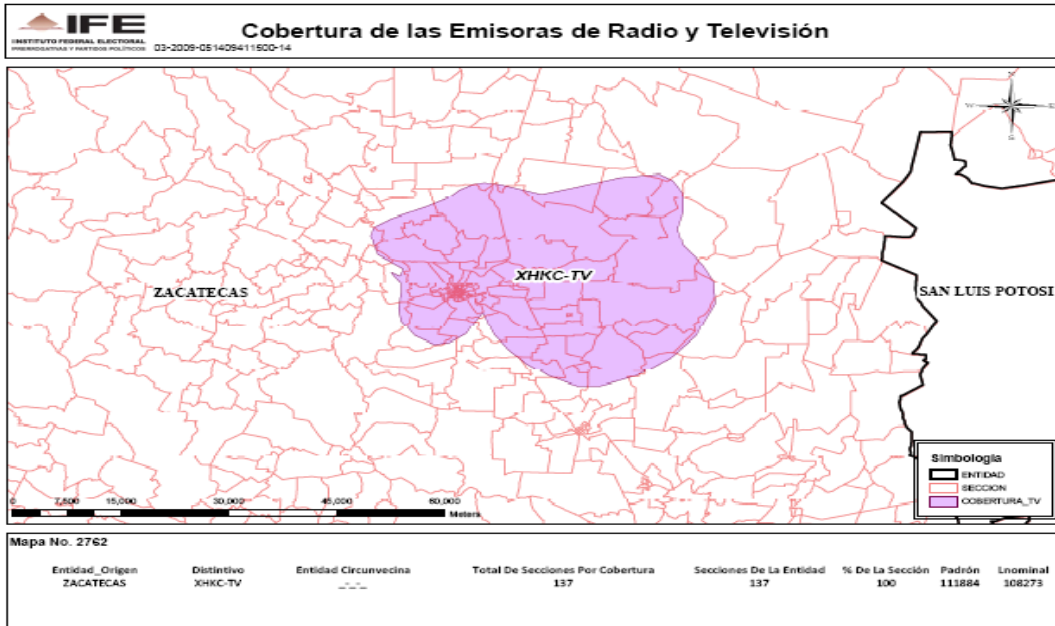 IFE
INSTITUTO FEDERAL ELECTORAL
PRERROGATIVAS Y PARTIDOS POLÍTICOS
03-2009-051409411500-14
Cobertura de las Emisoras de Radio y Televisión
N
W E
S
XHKC-TV
ZACATECAS
SAN LUIS POTOSI
Simbologia
ENTIDAD
SECCION
COBERTURA_TV
0 7,500 15,000 30,000 45,000 60,000
Meters
Mapa No. 2762
Entidad_Origen Distintivo Entidad Circunvecina Total De Secciones Por Cobertura Secciones De La Entidad % De La Sección Padrón Lnominal
ZACATECAS XHKC-TV -.-.- 137 137 100 111884 108273